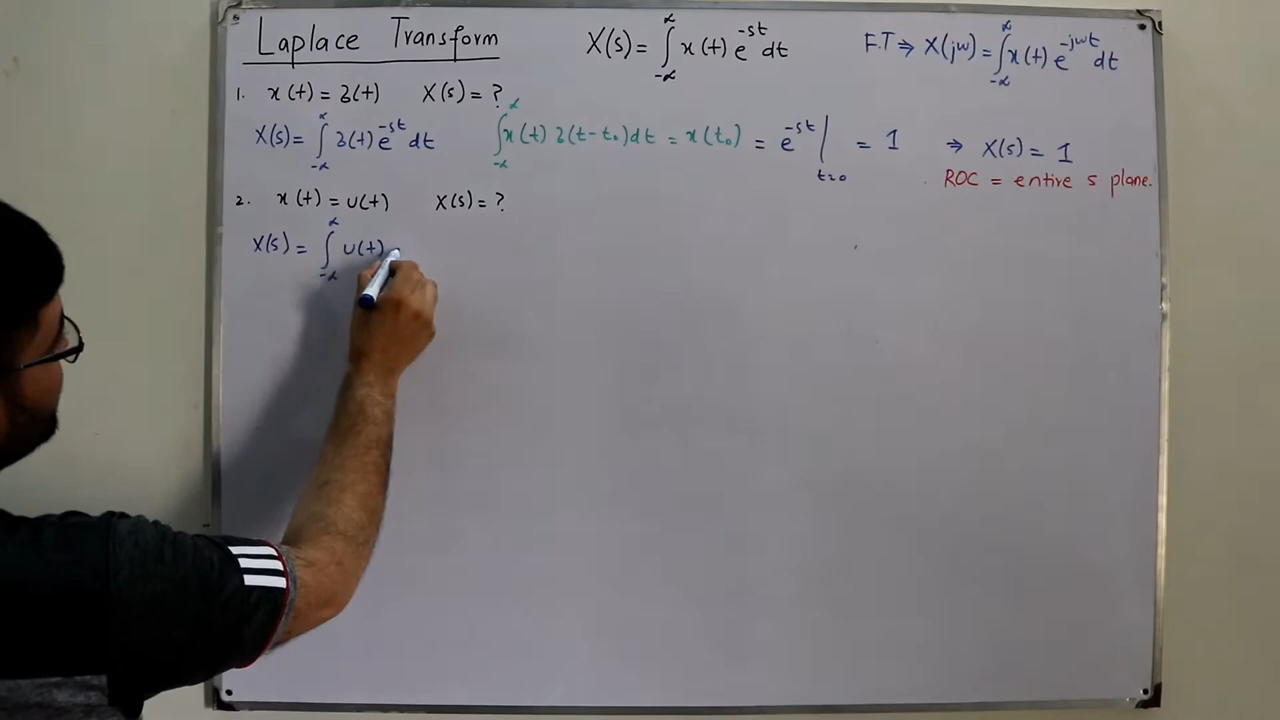 Laplace Transform X(s) = ∫_{-∞}^{∞} x(t) e^{-st} dt F.T ⇒ X(jω) = ∫_{-∞}^{∞} x(t) e^{-jωt} dt
1. x(t) = δ(t) X(s) = ?
X(s) = ∫_{-∞}^{∞} δ(t) e^{-st} dt ∫_{-∞}^{∞} x(t) δ(t-t₀)dt = x(t₀) = e^{-st}|_{t=0} = 1 ⇒ X(s) = 1
ROC = entire s plane.
2. x(t) = u(t) X(s) = ?
X(s) = ∫_{-∞}^{∞} u(t)